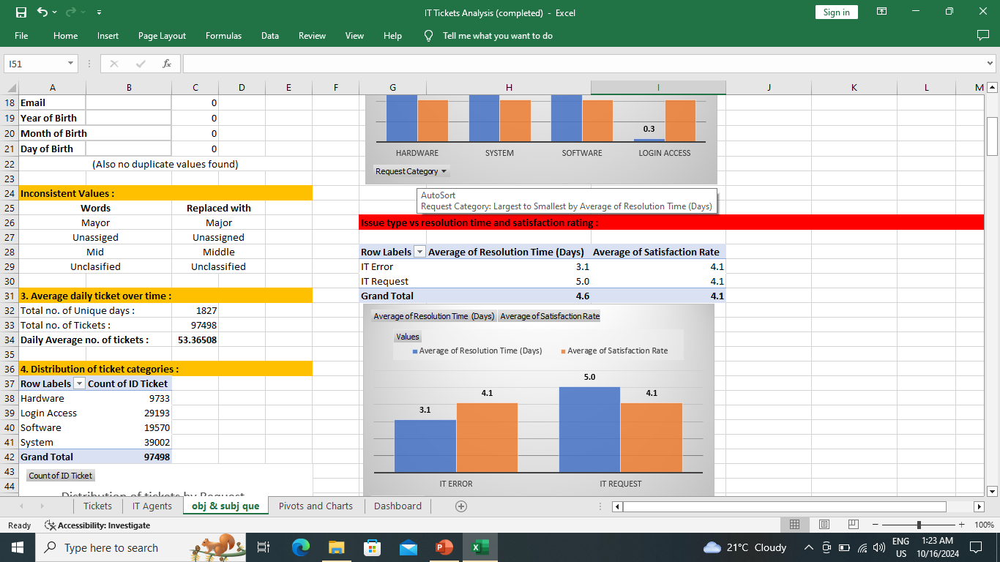 IT Tickets Analysis (completed) - Excel
Sign in
File Home Insert Page Layout Formulas Data Review View Help Tell me what you want to do
I51 fx
A B C D E F G H I J K L M
18 Email 0
19 Year of Birth 0
20 Month of Birth 0
21 Day of Birth 0
22 (Also no duplicate values found)
23
24 Inconsistent Values :
25 Words Replaced with
26 Mayor Major
27 Unassiged Unassigned
28 Mid Middle
29 Unclasified Unclassified
30
31 3. Average daily ticket over time :
32 Total no. of Unique days : 1827
33 Total no. of Tickets : 97498
34 Daily Average no. of tickets : 53.36508
35
36 4. Distribution of ticket categories :
37 Row Labels Count of ID Ticket
38 Hardware 9733
39 Login Access 29193
40 Software 19570
41 System 39002
42 Grand Total 97498
43 Count of ID Ticket
44 Distribution of tickets by Request
0.3
HARDWARE SYSTEM SOFTWARE LOGIN ACCESS
Request Category
AutoSort
Request Category: Largest to Smallest by Average of Resolution Time (Days)
Issue type vs resolution time and satisfaction rating :
Row Labels Average of Resolution Time (Days) Average of Satisfaction Rate
IT Error 3.1 4.1
IT Request 5.0 4.1
Grand Total 4.6 4.1
Average of Resolution Time (Days) Average of Satisfaction Rate
Values
Average of Resolution Time (Days) Average of Satisfaction Rate
5.0
4.1 4.1
3.1
IT ERROR IT REQUEST
Tickets IT Agents obj & subj que Pivots and Charts Dashboard
Ready Accessibility: Investigate 100%
Type here to search
21°C Cloudy
ENG
US
1:23 AM
10/16/2024